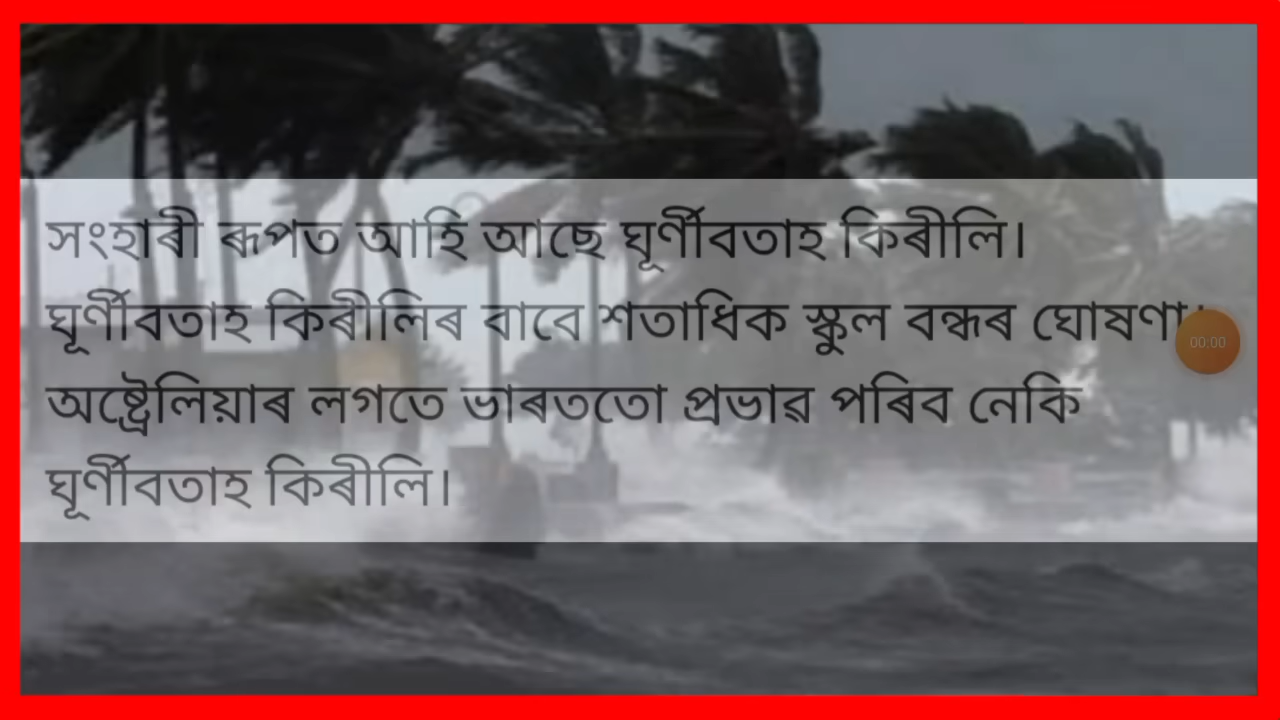 সংহাৰী ৰূপত আহি আছে ঘূৰ্ণীবতাহ কিৰীলি।
ঘূৰ্ণীবতাহ কিৰীলিৰ বাবে শতাধিক স্কুল বন্ধৰ ঘোষণা।
00:00
অষ্ট্ৰেলিয়াৰ লগতে ভাৰততো প্ৰভাৱ পৰিব নেকি
ঘূৰ্ণীবতাহ কিৰীলি।